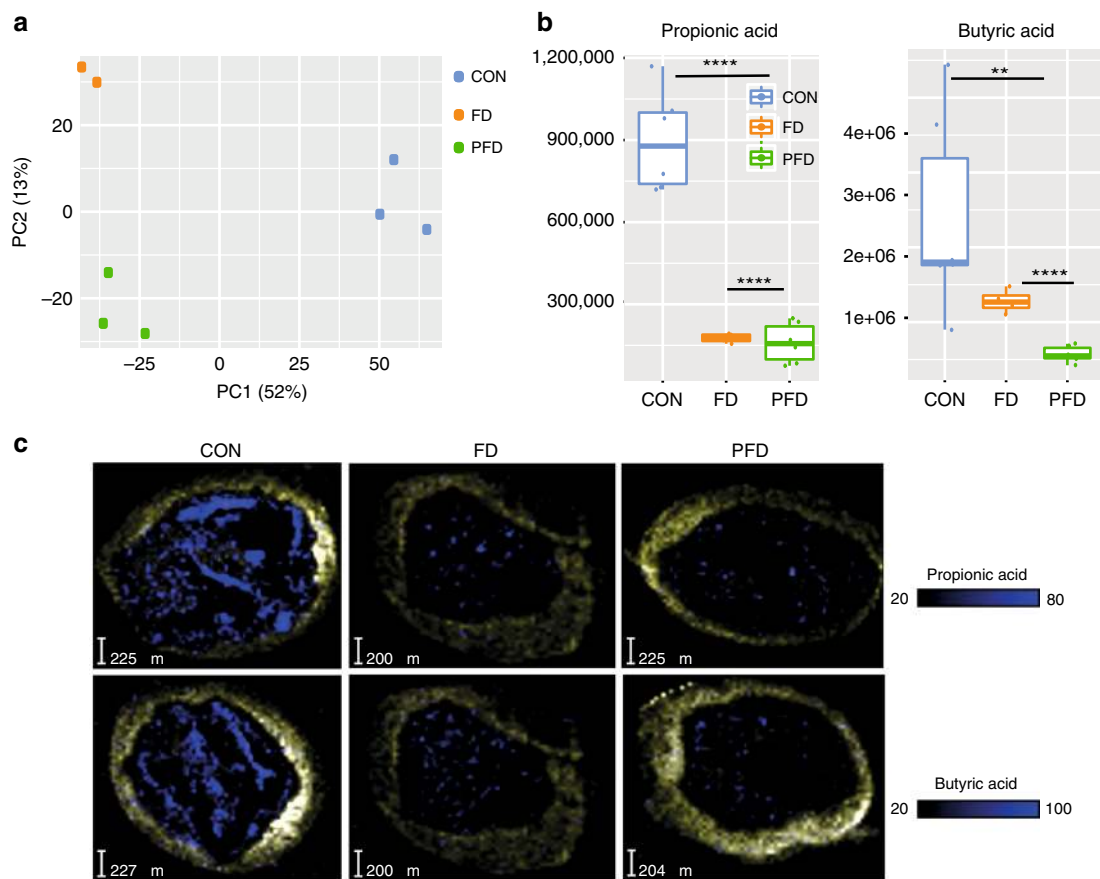 a
20
0
−20
−25
0
25
50
PC2 (13%)
PC1 (52%)
CON
FD
PFD
b
Propionic acid
1,200,000
900,000
600,000
300,000
****
CON
FD
PFD
****
CON
FD
PFD
Butyric acid
4e+06
3e+06
2e+06
1e+06
**
****
CON
FD
PFD
c
CON
FD
PFD
225 m
200 m
225 m
Propionic acid
20
80
227 m
200 m
204 m
Butyric acid
20
100